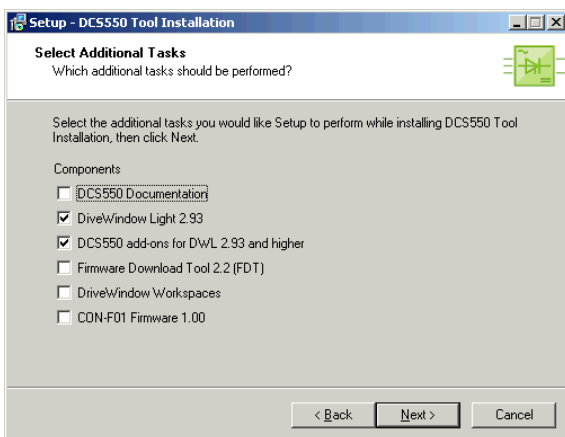 Setup - DCS550 Tool Installation
Select Additional Tasks
Which additional tasks should be performed?
Select the additional tasks you would like Setup to perform while installing DCS550 Tool
Installation, then click Next.
Components
DCS550 Documentation
DiveWindow Light 2.93
DCS550 add-ons for DWL 2.93 and higher
Firmware Download Tool 2.2 (FDT)
DriveWindow Workspaces
CON-F01 Firmware 1.00
< Back Next > Cancel